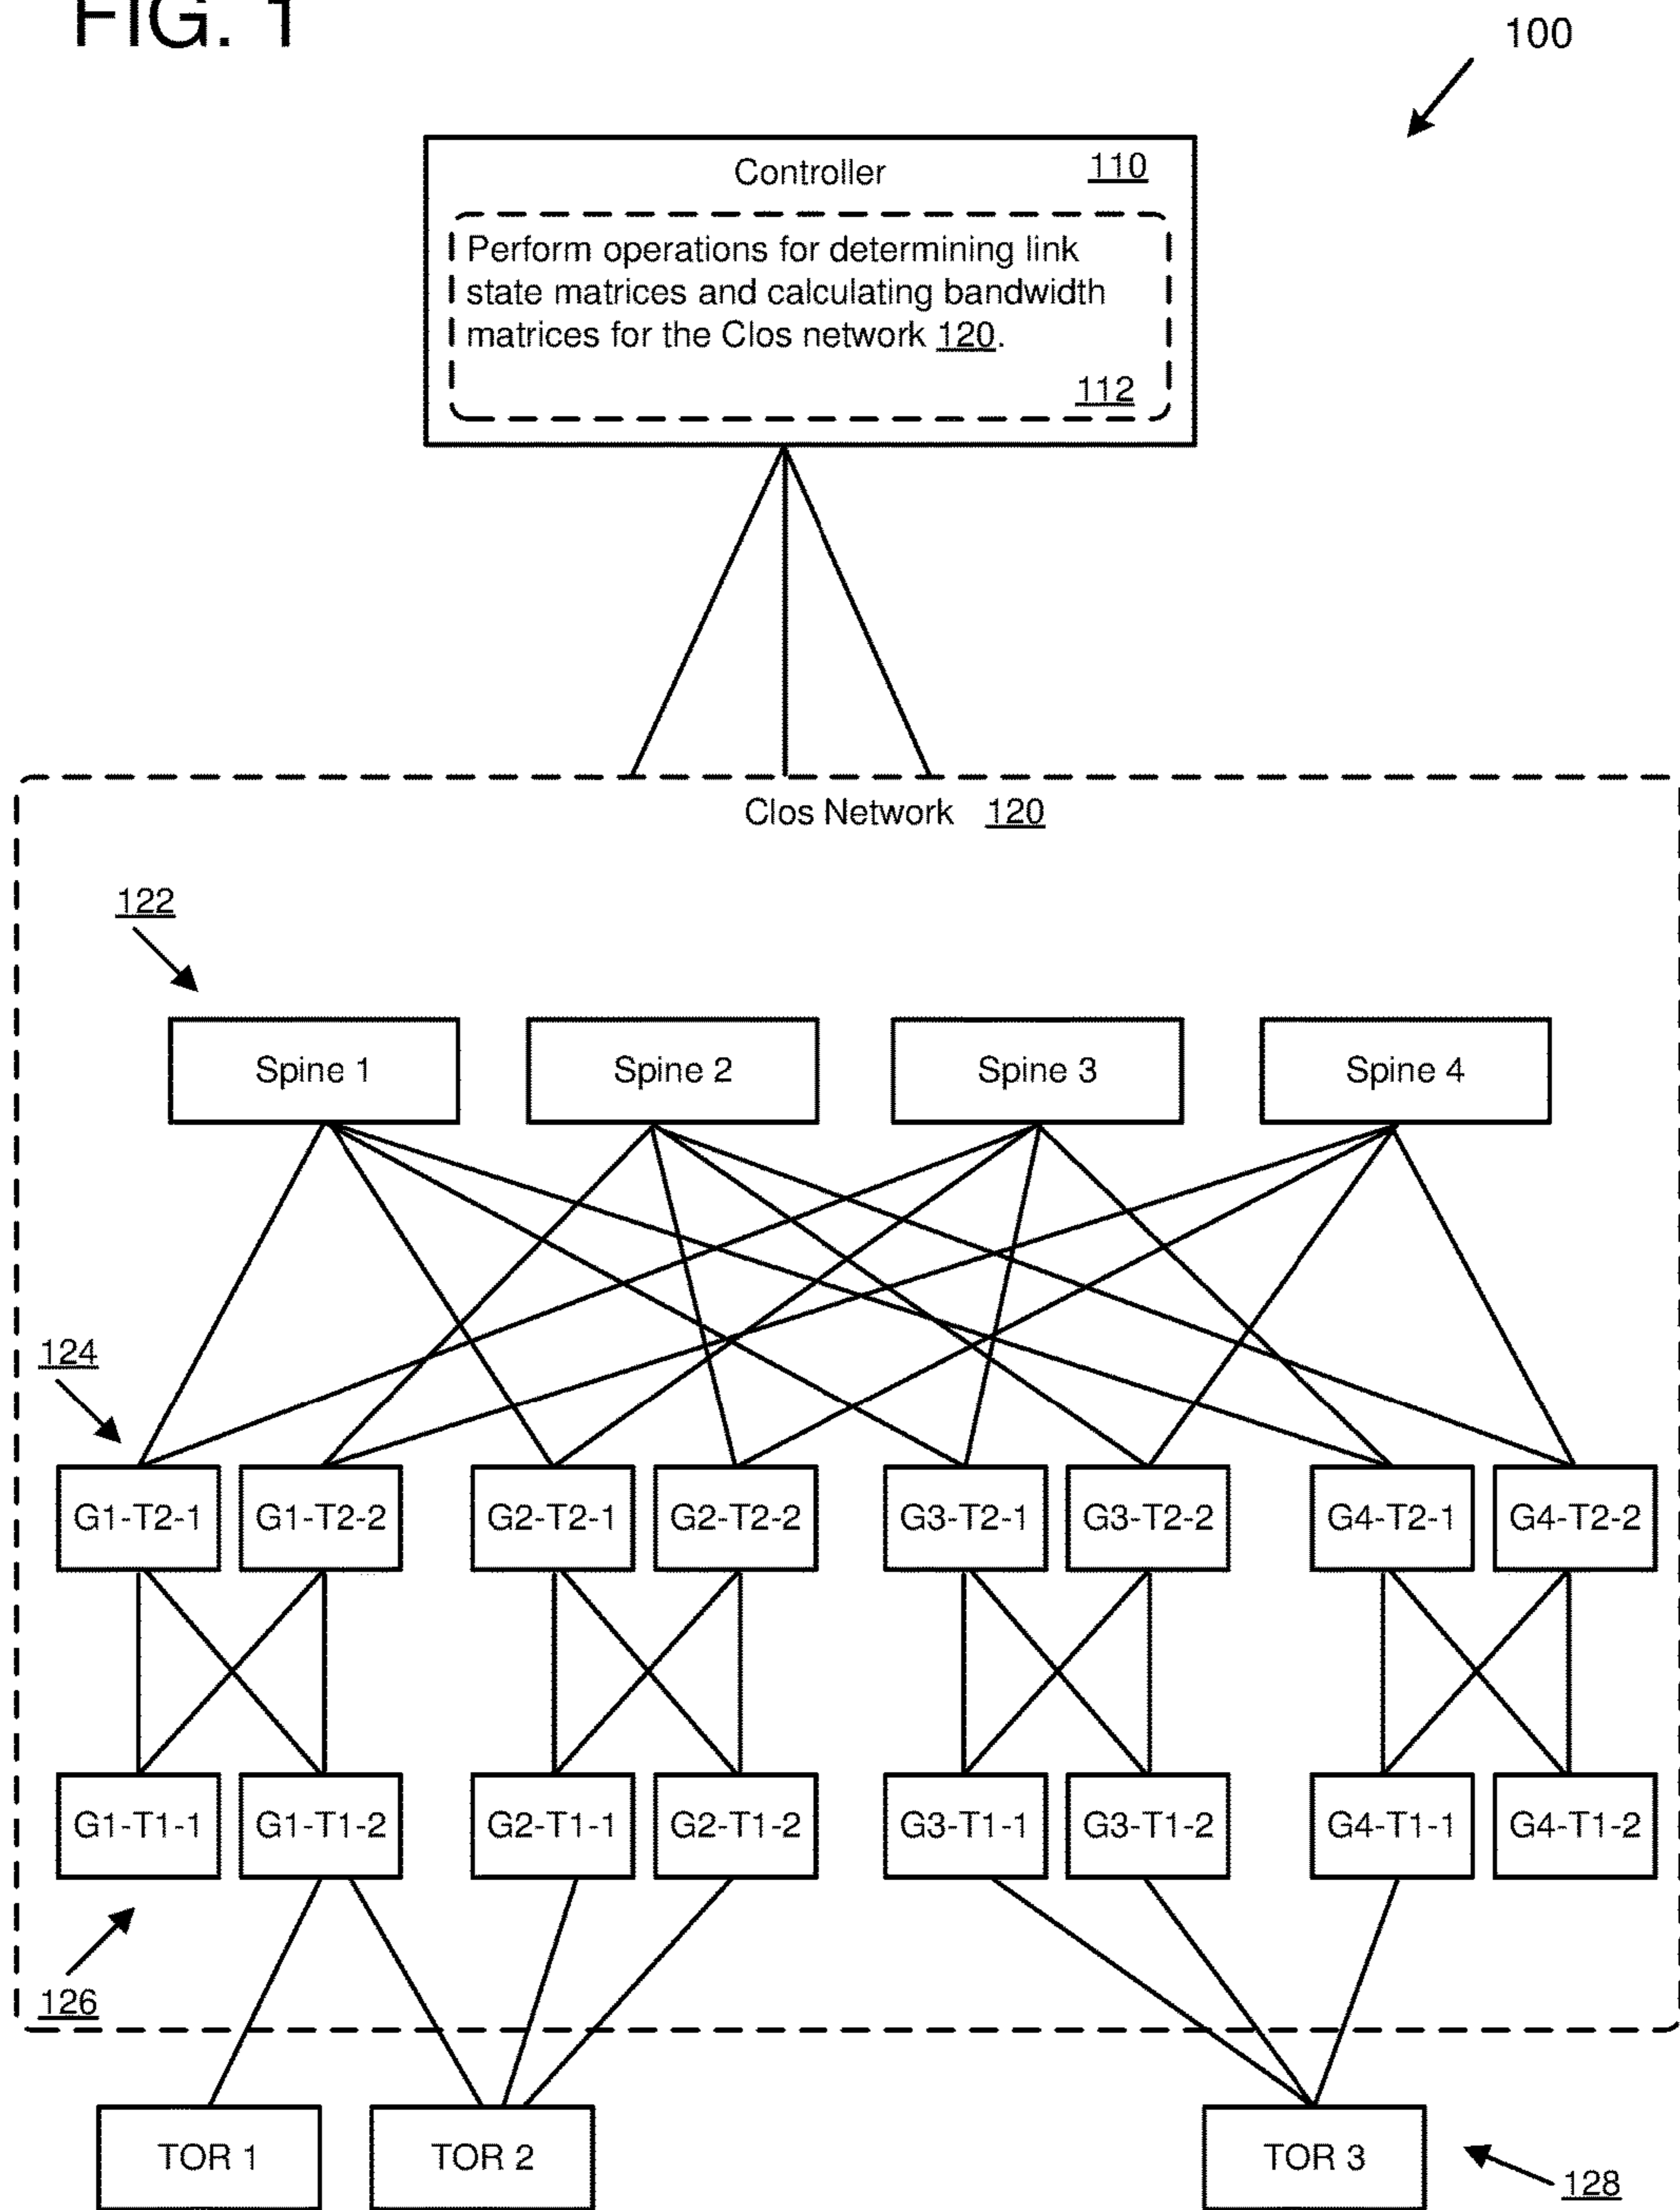 FIG. 1
100
Controller 110
Perform operations for determining link
state matrices and calculating bandwidth
matrices for the Clos network 120.
112
Clos Network 120
122
Spine 1 Spine 2 Spine 3 Spine 4
124
G1-T2-1 G1-T2-2 G2-T2-1 G2-T2-2 G3-T2-1 G3-T2-2 G4-T2-1 G4-T2-2
G1-T1-1 G1-T1-2 G2-T1-1 G2-T1-2 G3-T1-1 G3-T1-2 G4-T1-1 G4-T1-2
126
TOR 1 TOR 2 TOR 3
128